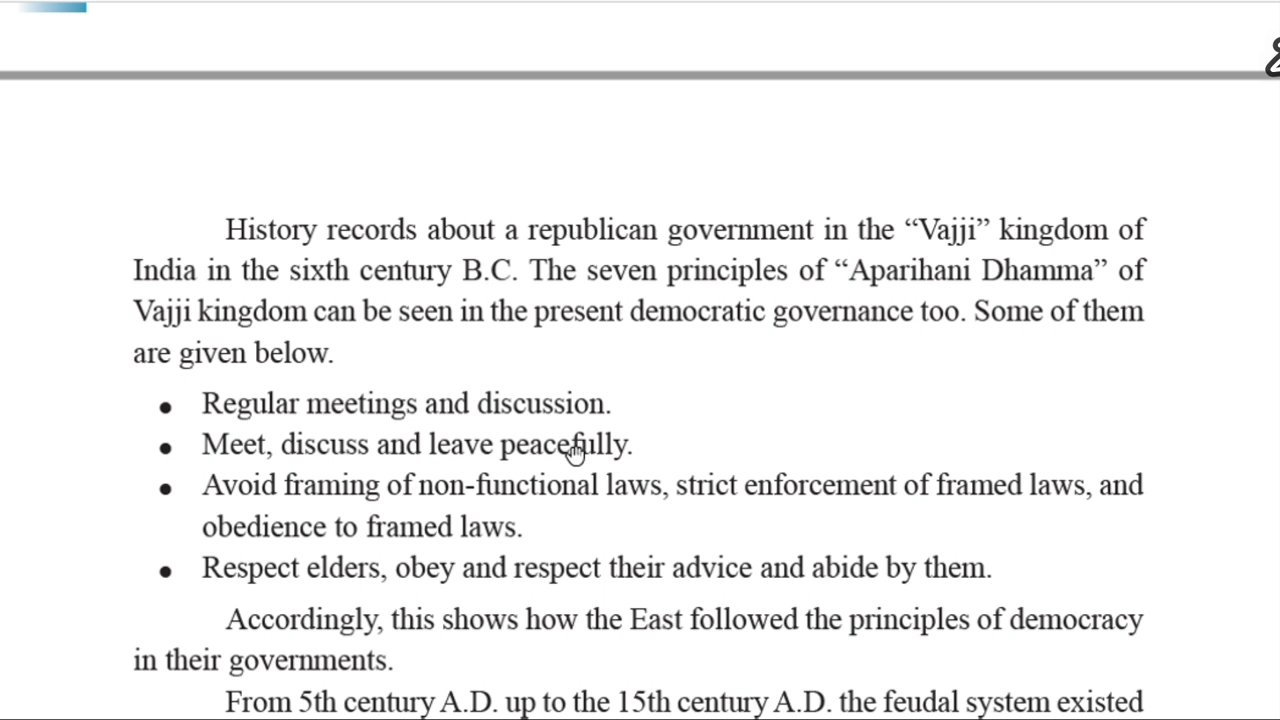 History records about a republican government in the “Vajji” kingdom of
India in the sixth century B.C. The seven principles of “Aparihani Dhamma” of
Vajji kingdom can be seen in the present democratic governance too. Some of them
are given below.
● Regular meetings and discussion.
● Meet, discuss and leave peacefully.
● Avoid framing of non-functional laws, strict enforcement of framed laws, and
obedience to framed laws.
● Respect elders, obey and respect their advice and abide by them.
Accordingly, this shows how the East followed the principles of democracy
in their governments.
From 5th century A.D. up to the 15th century A.D. the feudal system existed